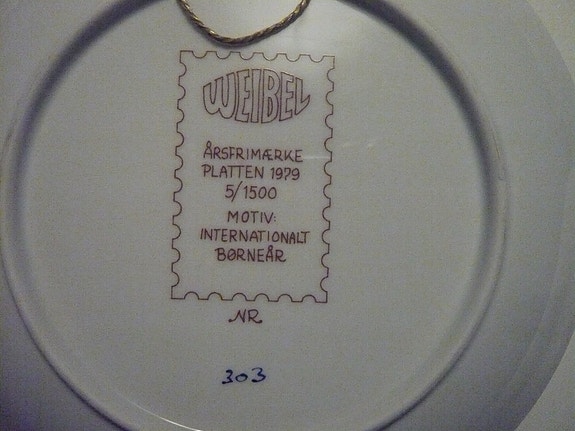 WEIBEL
ÅRSFRIMÆRKE
PLATTEN 1979
5/1500
MOTIV:
INTERNATIONALT
BØRNEÅR
NR
303